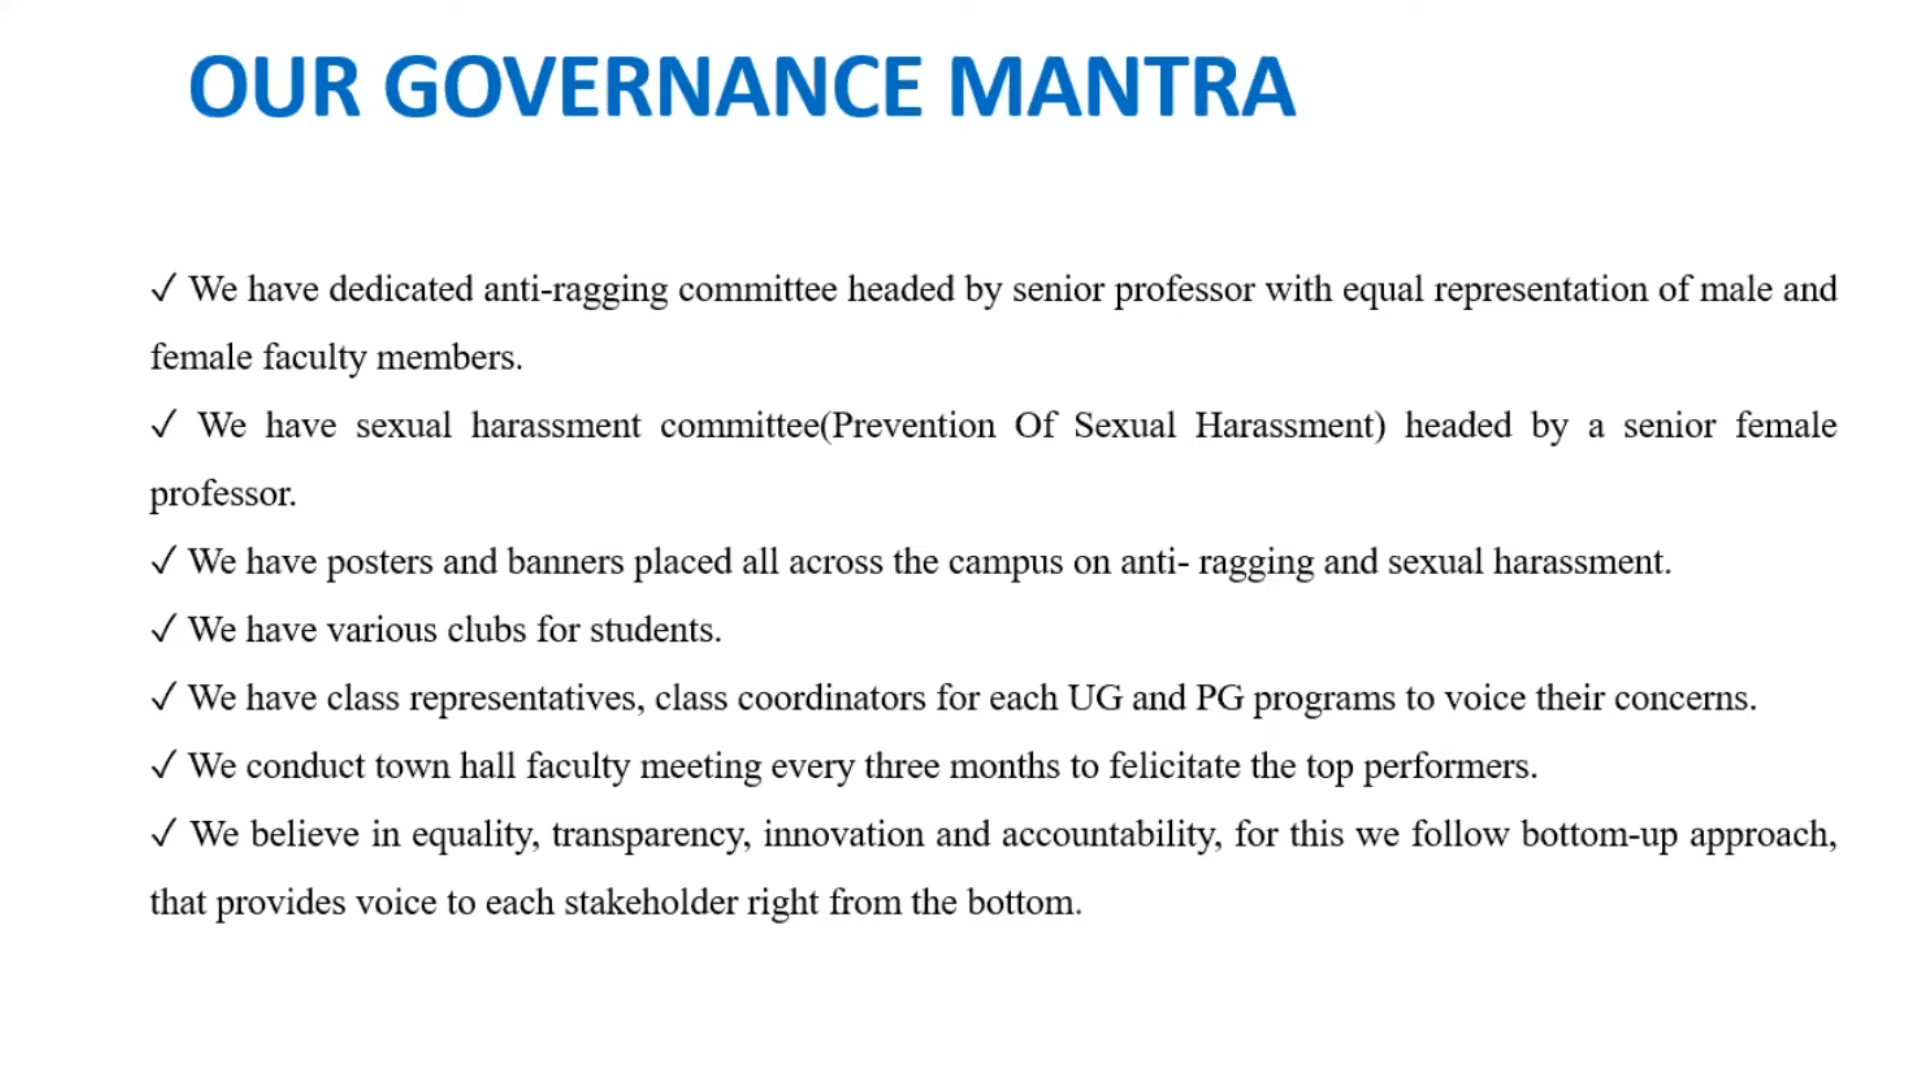 OUR GOVERNANCE MANTRA
✓ We have dedicated anti-ragging committee headed by senior professor with equal representation of male and
female faculty members.
✓ We have sexual harassment committee(Prevention Of Sexual Harassment) headed by a senior female
professor.
✓ We have posters and banners placed all across the campus on anti- ragging and sexual harassment.
✓ We have various clubs for students.
✓ We have class representatives, class coordinators for each UG and PG programs to voice their concerns.
✓ We conduct town hall faculty meeting every three months to felicitate the top performers.
✓ We believe in equality, transparency, innovation and accountability, for this we follow bottom-up approach,
that provides voice to each stakeholder right from the bottom.